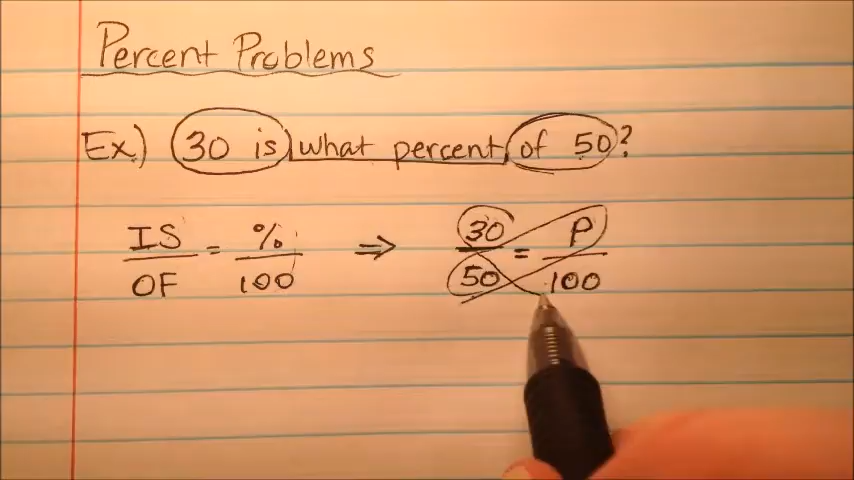 Percent Problems
Ex.) 30 is what percent of 50?
IS = % ⇒ 30 = P
OF 100 50 100